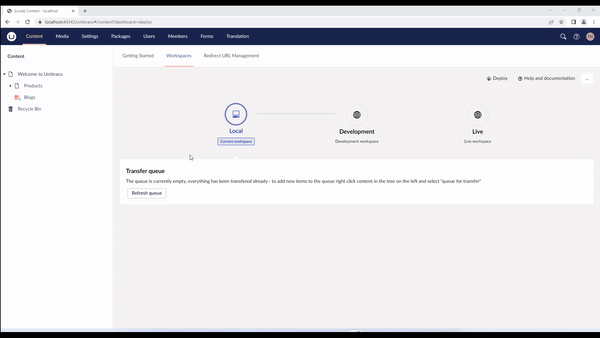 (Local) Content - localhost
localhost:44343/umbraco#/content?dashboard=deploy
Content Media Settings Packages Users Members Forms Translation
Content
Getting Started Workspaces Redirect URL Management
Welcome to Umbraco
Products
Blogs
Recycle Bin
Deploy Help and documentation ...
Local Development Live
Current workspace Development workspace Live workspace
Transfer queue
The queue is currently empty, everything has been transferred already - to add new items to the queue right click content in the tree on the left and select "queue for transfer"
Refresh queue